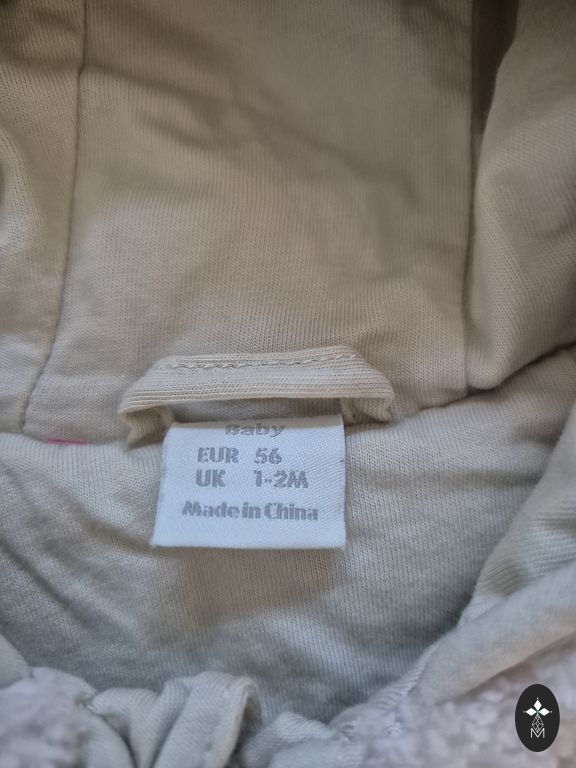 Baby
EUR 56
UK 1-2M
Made in China
M